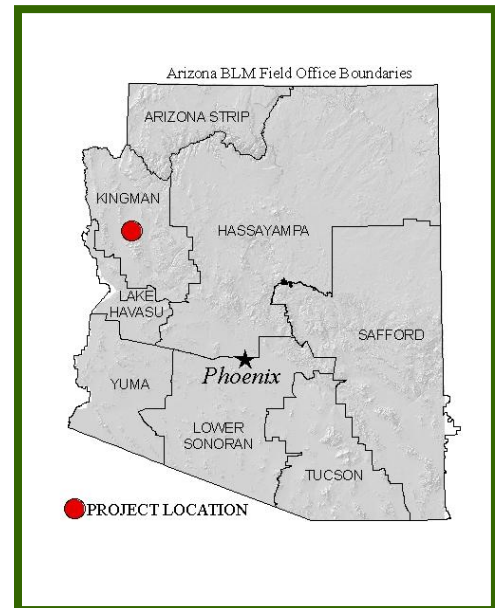 Arizona BLM Field Office Boundaries
ARIZONA STRIP
KINGMAN
HASSAYAMPA
LAKE
HAVASU
SAFFORD
Phoenix
YUMA
LOWER
SONORAN
TUCSON
PROJECT LOCATION